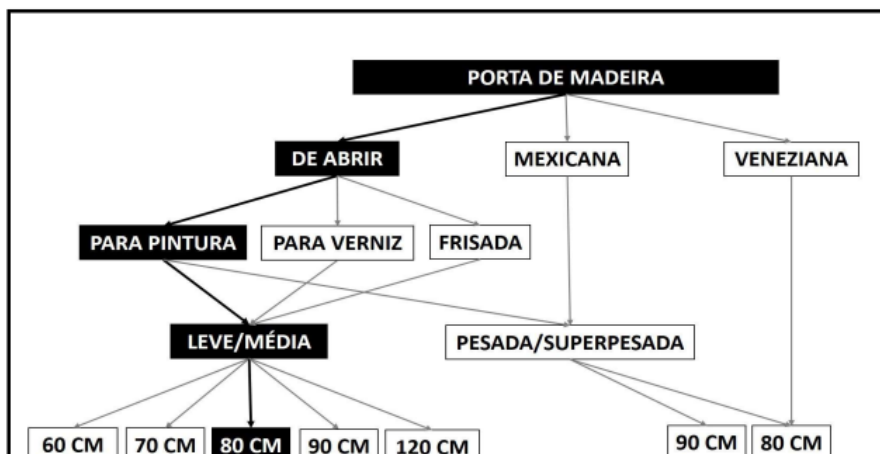 PORTA DE MADEIRA
DE ABRIR
MEXICANA
VENEZIANA
PARA PINTURA
PARA VERNIZ
FRISADA
LEVE/MÉDIA
PESADA/SUPERPESADA
60 CM
70 CM
80 CM
90 CM
120 CM
90 CM
80 CM